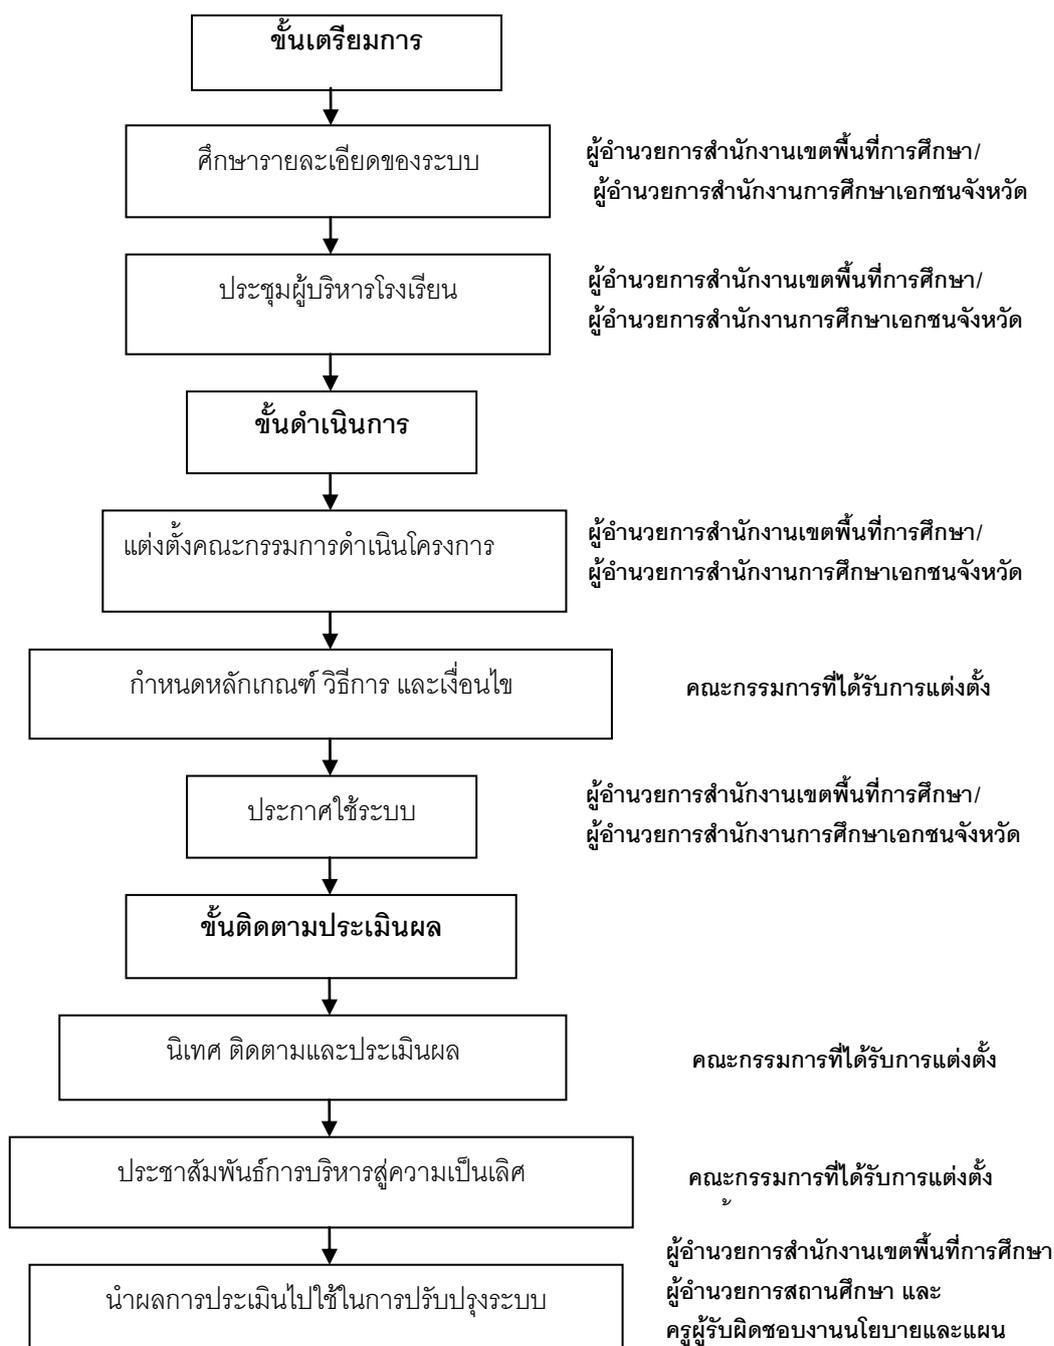 ขั้นเตรียมการ
ศึกษารายละเอียดของระบบ
ผู้อำนวยการสำนักงานเขตพื้นที่การศึกษา/
ผู้อำนวยการสำนักงานการศึกษาเอกชนจังหวัด
ประชุมผู้บริหารโรงเรียน
ผู้อำนวยการสำนักงานเขตพื้นที่การศึกษา/
ผู้อำนวยการสำนักงานการศึกษาเอกชนจังหวัด
ขั้นดำเนินการ
แต่งตั้งคณะกรรมการดำเนินโครงการ
ผู้อำนวยการสำนักงานเขตพื้นที่การศึกษา/
ผู้อำนวยการสำนักงานการศึกษาเอกชนจังหวัด
กำหนดหลักเกณฑ์ วิธีการ และเงื่อนไข
คณะกรรมการที่ได้รับการแต่งตั้ง
ประกาศใช้ระบบ
ผู้อำนวยการสำนักงานเขตพื้นที่การศึกษา/
ผู้อำนวยการสำนักงานการศึกษาเอกชนจังหวัด
ขั้นติดตามประเมินผล
นิเทศ ติดตามและประเมินผล
คณะกรรมการที่ได้รับการแต่งตั้ง
ประชาสัมพันธ์การบริหารสู่ความเป็นเลิศ
คณะกรรมการที่ได้รับการแต่งตั้ง
นำผลการประเมินไปใช้ในการปรับปรุงระบบ
ผู้อำนวยการสำนักงานเขตพื้นที่การศึกษา
ผู้อำนวยการสถานศึกษา และ
ครูผู้รับผิดชอบงานนโยบายและแผน